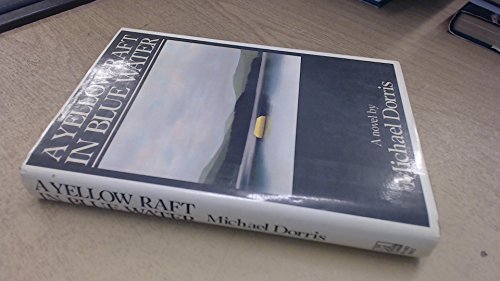 A YELLOW RAFT
IN BLUE WATER
A novel by
Michael Dorris
A YELLOW RAFT
IN BLUE WATER
Michael Dorris